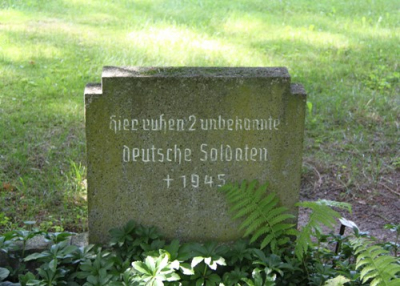 hier ruhen 2 unbekannte
deutsche Soldaten
† 1945